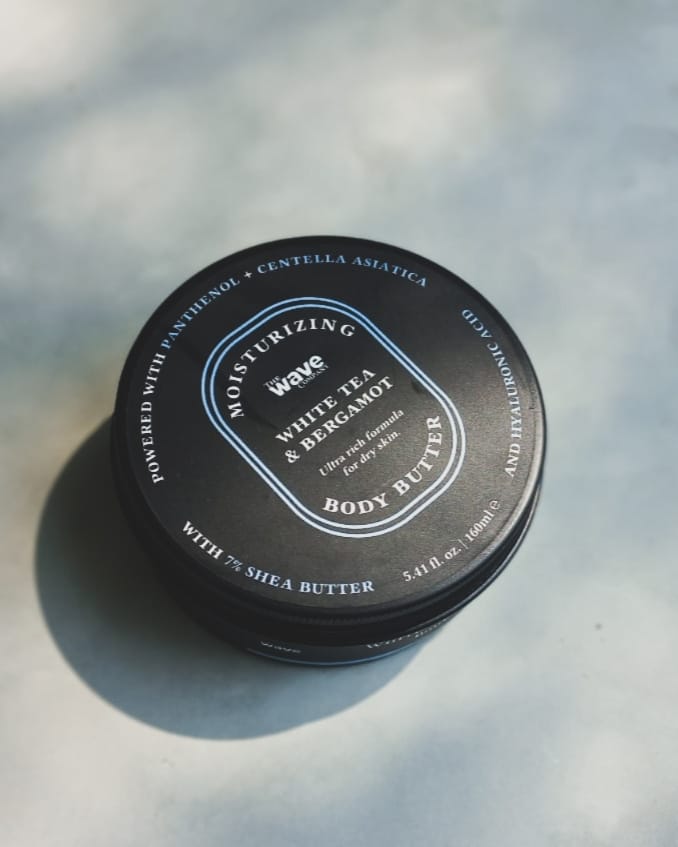 POWERED WITH PANTHENOL + CENTELLA ASIATICA
AND HYALURONIC ACID
MOISTURIZING
THE
wave
COMPANY
WHITE TEA
& BERGAMOT
Ultra rich formula
for dry skin.
BODY BUTTER
WITH 7% SHEA BUTTER
5.41 fl. oz. | 160ml ℮
wave